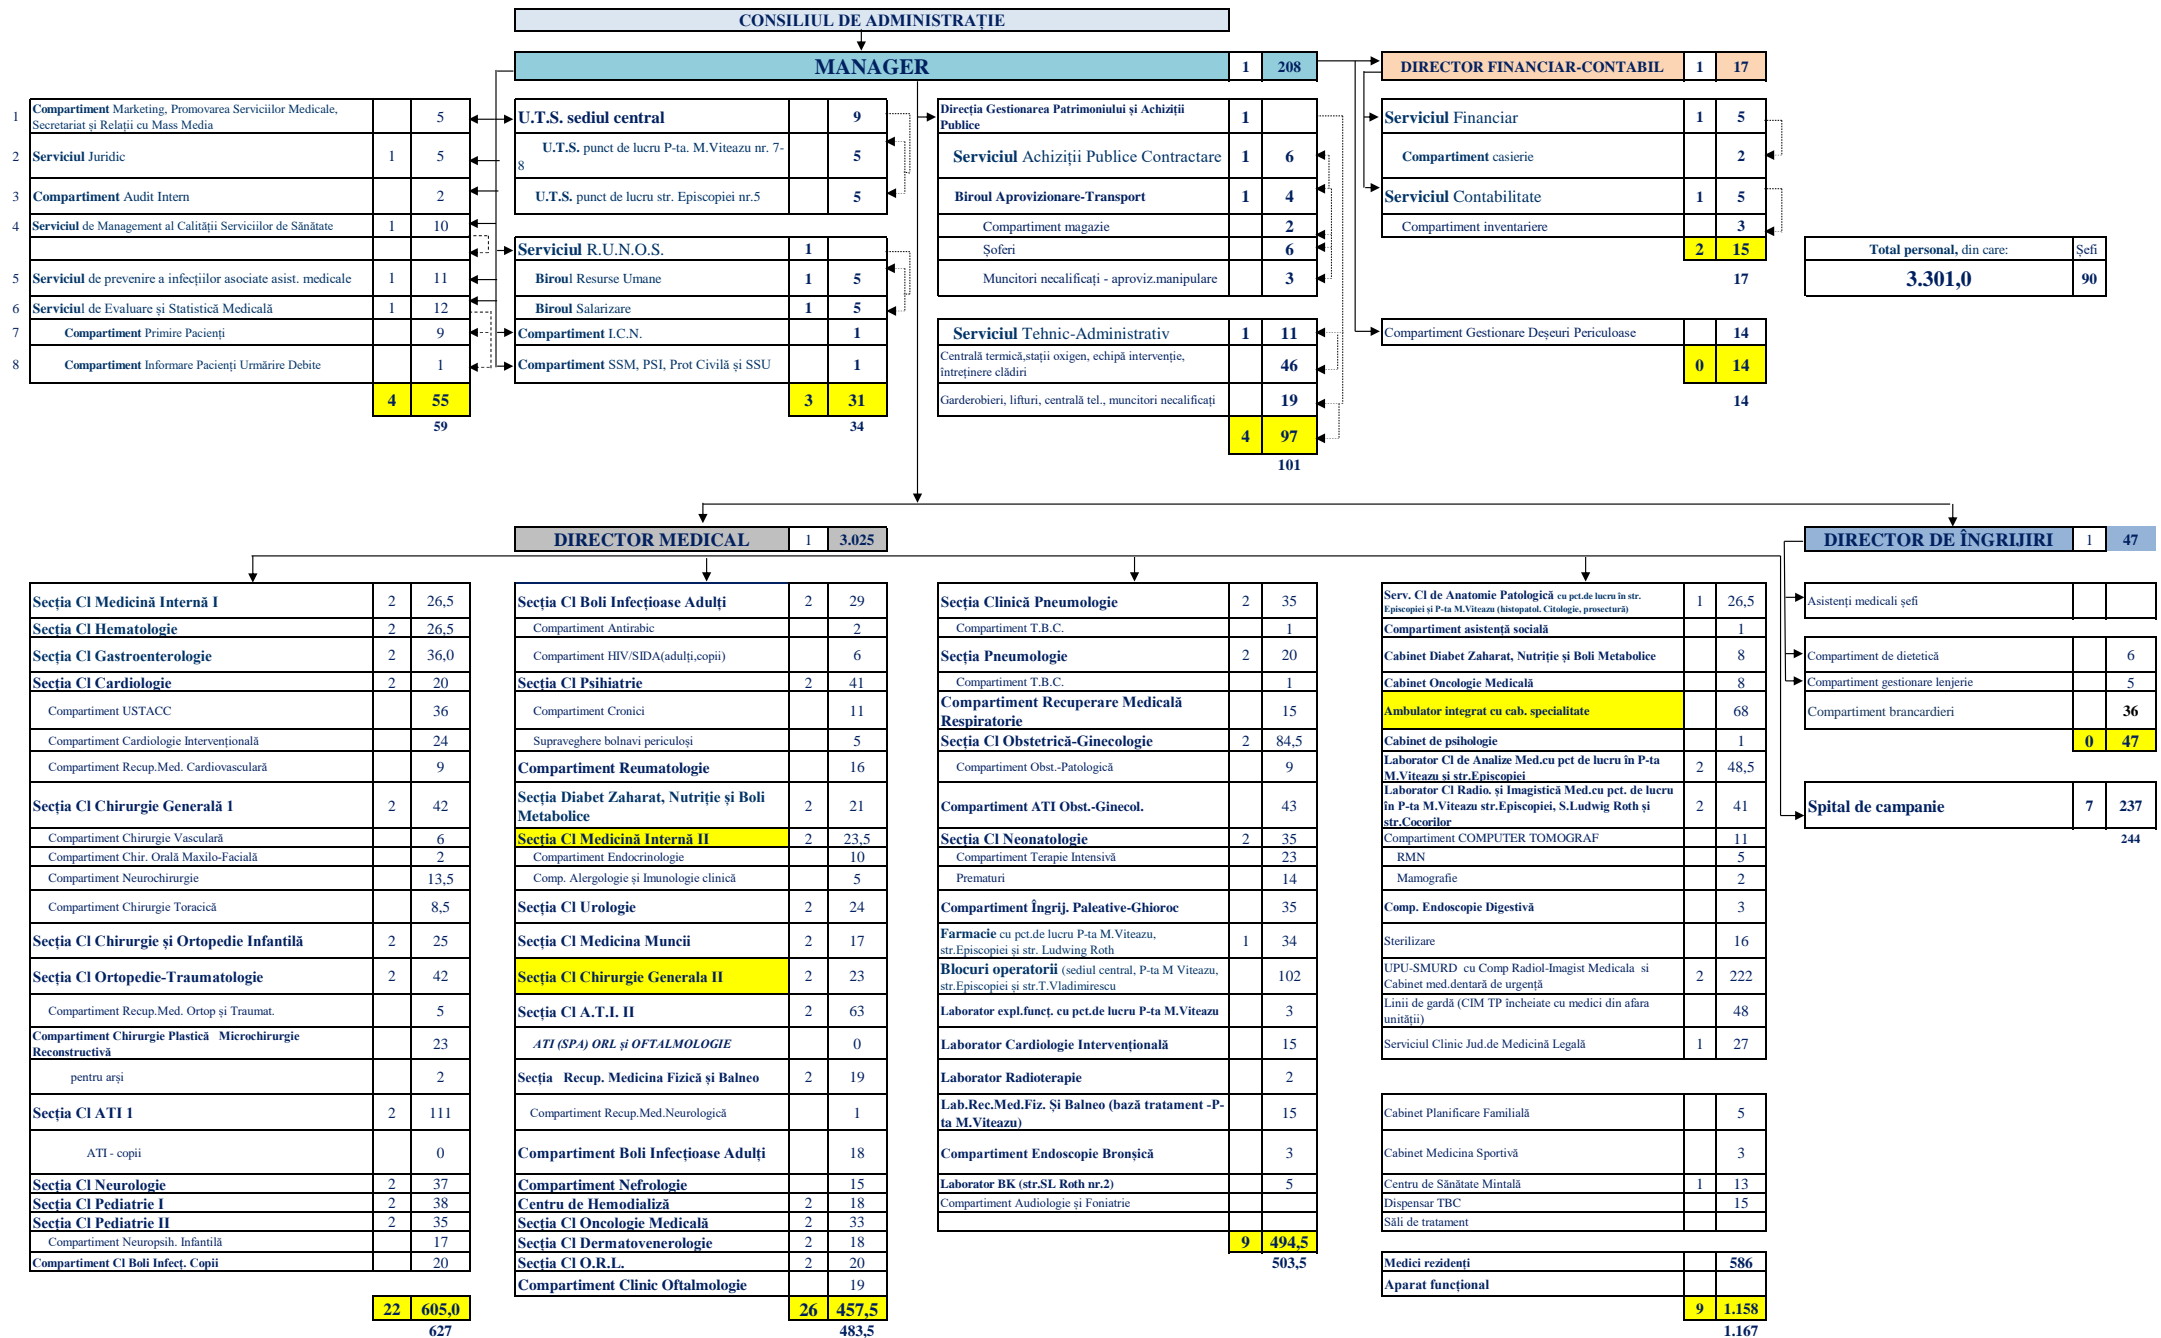 CONSILIUL DE ADMINISTRAȚIE
MANAGER 1 208
DIRECTOR FINANCIAR-CONTABIL 1 17
1 Compartiment Marketing, Promovarea Serviciilor Medicale,
Secretariat și Relații cu Mass Media 5
2 Serviciul Juridic 1 5
3 Compartiment Audit Intern 2
4 Serviciul de Management al Calității Serviciilor de Sănătate 1 10
5 Serviciul de prevenire a infecțiilor asociate asist. medicale 1 11
6 Serviciul de Evaluare și Statistică Medicală 1 12
7 Compartiment Primire Pacienți 9
8 Compartiment Informare Pacienți Urmărire Debite 1
4 55
59
U.T.S. sediul central 9
U.T.S. punct de lucru P-ta. M.Viteazu nr. 7-
8 5
U.T.S. punct de lucru str. Episcopiei nr.5 5
Serviciul R.U.N.O.S. 1
Biroul Resurse Umane 1 5
Biroul Salarizare 1 5
Compartiment I.C.N. 1
Compartiment SSM, PSI, Prot Civilă și SSU 1
3 31
34
Direcția Gestionarea Patrimoniului și Achiziții
Publice 1
Serviciul Achiziții Publice Contractare 1 6
Biroul Aprovizionare-Transport 1 4
Compartiment magazie 2
Șoferi 6
Muncitori necalificați - aproviz.manipulare 3
Serviciul Tehnic-Administrativ 1 11
Centrală termică,stații oxigen, echipă intervenție,
întreținere clădiri 46
Garderobieri, lifturi, centrală tel., muncitori necalificați 19
4 97
101
Serviciul Financiar 1 5
Compartiment casierie 2
Serviciul Contabilitate 1 5
Compartiment inventariere 3
2 15
17
Compartiment Gestionare Deșeuri Periculoase 14
0 14
14
Total personal, din care: Șefi
3.301,0 90
DIRECTOR MEDICAL 1 3.025
DIRECTOR DE ÎNGRIJIRI 1 47
Secția Cl Medicină Internă I 2 26,5
Secția Cl Hematologie 2 26,5
Secția Cl Gastroenterologie 2 36,0
Secția Cl Cardiologie 2 20
Compartiment USTACC 36
Compartiment Cardiologie Intervențională 24
Compartiment Recup.Med. Cardiovasculară 9
Secția Cl Chirurgie Generală 1 2 42
Compartiment Chirurgie Vasculară 6
Compartiment Chir. Orală Maxilo-Facială 2
Compartiment Neurochirurgie 13,5
Compartiment Chirurgie Toracică 8,5
Secția Cl Chirurgie și Ortopedie Infantilă 2 25
Secția Cl Ortopedie-Traumatologie 2 42
Compartiment Recup.Med. Ortop și Traumat. 5
Compartiment Chirurgie Plastică Microchirurgie
Reconstructivă 23
pentru arși 2
Secția Cl ATI 1 2 111
ATI - copii 0
Secția Cl Neurologie 2 37
Secția Cl Pediatrie I 2 38
Secția Cl Pediatrie II 2 35
Compartiment Neuropsih. Infantilă 17
Compartiment Cl Boli Infecț. Copii 20
22 605,0
627
Secția Cl Boli Infecțioase Adulți 2 29
Compartiment Antirabic 2
Compartiment HIV/SIDA(adulți,copii) 6
Secția Cl Psihiatrie 2 41
Compartiment Cronici 11
Supraveghere bolnavi periculoși 5
Compartiment Reumatologie 16
Secția Diabet Zaharat, Nutriție și Boli
Metabolice 2 21
Secția Cl Medicină Internă II 2 23,5
Compartiment Endocrinologie 10
Comp. Alergologie și Imunologie clinică 5
Secția Cl Urologie 2 24
Secția Cl Medicina Muncii 2 17
Secția Cl Chirurgie Generala II 2 23
Secția Cl A.T.I. II 2 63
ATI (SPA) ORL și OFTALMOLOGIE 0
Secția Recup. Medicina Fizică și Balneo 2 19
Compartiment Recup.Med.Neurologică 1
Compartiment Boli Infecțioase Adulți 18
Compartiment Nefrologie 15
Centru de Hemodializă 2 18
Secția Cl Oncologie Medicală 2 33
Secția Cl Dermatovenerologie 2 18
Secția Cl O.R.L. 2 20
Compartiment Clinic Oftalmologie 19
26 457,5
483,5
Secția Clinică Pneumologie 2 35
Compartiment T.B.C. 1
Secția Pneumologie 2 20
Compartiment T.B.C. 1
Compartiment Recuperare Medicală
Respiratorie 15
Secția Cl Obstetrică-Ginecologie 2 84,5
Compartiment Obst.-Patologică 9
Compartiment ATI Obst.-Ginecol. 43
Secția Cl Neonatologie 2 35
Compartiment Terapie Intensivă 23
Prematuri 14
Compartiment Îngrij. Paleative-Ghioroc 35
Farmacie cu pct.de lucru P-ta M.Viteazu,
str.Episcopiei și str. Ludwing Roth 1 34
Blocuri operatorii (sediul central, P-ta M Viteazu,
str.Episcopiei și str.T.Vladimirescu 102
Laborator expl.funcț. cu pct.de lucru P-ta M.Viteazu 3
Laborator Cardiologie Intervențională 15
Laborator Radioterapie 2
Lab.Rec.Med.Fiz. Și Balneo (bază tratament -P-
ta M.Viteazu) 15
Compartiment Endoscopie Bronșică 3
Laborator BK (str.SL Roth nr.2) 5
Compartiment Audiologie și Foniatrie
9 494,5
503,5
Serv. Cl de Anatomie Patologică cu pct.de lucru în str.
Episcopiei și P-ta M.Viteazu (histopatol. Citologie, prosectură) 1 26,5
Compartiment asistență socială 1
Cabinet Diabet Zaharat, Nutriție și Boli Metabolice 8
Cabinet Oncologie Medicală 8
Ambulator integrat cu cab. specialitate 68
Cabinet de psihologie 1
Laborator Cl de Analize Med.cu pct de lucru în P-ta
M.Viteazu si str.Episcopiei 2 48,5
Laborator Cl Radio. și Imagistică Med.cu pct. de lucru
în P-ta M.Viteazu str.Episcopiei, S.Ludwig Roth și
str.Cocorilor 2 41
Compartiment COMPUTER TOMOGRAF 11
RMN 5
Mamografie 2
Comp. Endoscopie Digestivă 3
Sterilizare 16
UPU-SMURD cu Comp Radiol-Imagist Medicala si
Cabinet med.dentară de urgență 2 222
Linii de gardă (CIM TP încheiate cu medici din afara
unității) 48
Serviciul Clinic Jud.de Medicină Legală 1 27
Cabinet Planificare Familială 5
Cabinet Medicina Sportivă 3
Centru de Sănătate Mintală 1 13
Dispensar TBC 15
Săli de tratament
Medici rezidenți 586
Aparat funcțional
9 1.158
1.167
Asistenți medicali șefi
Compartiment de dietetică 6
Compartiment gestionare lenjerie 5
Compartiment brancardieri 36
0 47
Spital de campanie 7 237
244